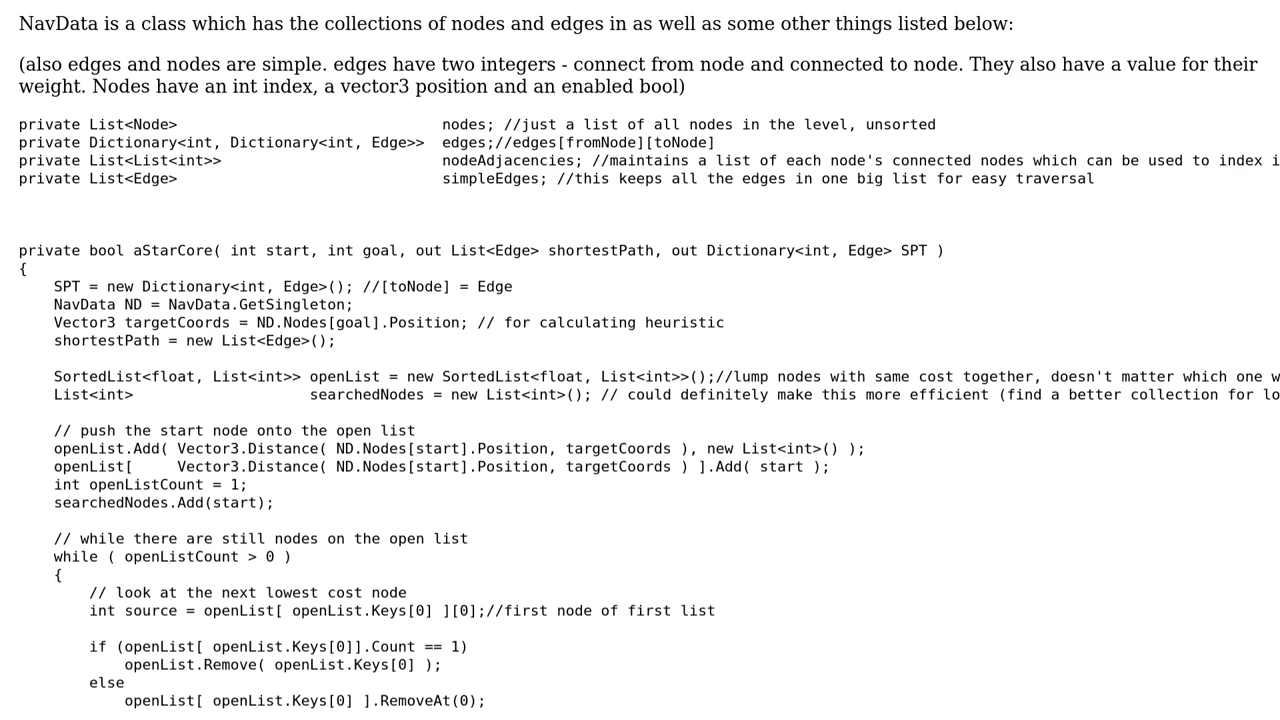 NavData is a class which has the collections of nodes and edges in as well as some other things listed below:
(also edges and nodes are simple. edges have two integers - connect from node and connected to node. They also have a value for their
weight. Nodes have an int index, a vector3 position and an enabled bool)
private List<Node>                              nodes; //just a list of all nodes in the level, unsorted
private Dictionary<int, Dictionary<int, Edge>>  edges;//edges[fromNode][toNode]
private List<List<int>>                         nodeAdjacencies; //maintains a list of each node's connected nodes which can be used to index
private List<Edge>                              simpleEdges; //this keeps all the edges in one big list for easy traversal
private bool aStarCore( int start, int goal, out List<Edge> shortestPath, out Dictionary<int, Edge> SPT )
{
    SPT = new Dictionary<int, Edge>(); //[toNode] = Edge
    NavData ND = NavData.GetSingleton;
    Vector3 targetCoords = ND.Nodes[goal].Position; // for calculating heuristic
    shortestPath = new List<Edge>();
    SortedList<float, List<int>> openList = new SortedList<float, List<int>>();//lump nodes with same cost together, doesn't matter which one
    List<int>                    searchedNodes = new List<int>(); // could definitely make this more efficient (find a better collection for
    // push the start node onto the open list
    openList.Add( Vector3.Distance( ND.Nodes[start].Position, targetCoords ), new List<int>() );
    openList[     Vector3.Distance( ND.Nodes[start].Position, targetCoords ) ].Add( start );
    int openListCount = 1;
    searchedNodes.Add(start);
    // while there are still nodes on the open list
    while ( openListCount > 0 )
    {
        // look at the next lowest cost node
        int source = openList[ openList.Keys[0] ][0];//first node of first list
        if (openList[ openList.Keys[0]].Count == 1)
            openList.Remove( openList.Keys[0] );
        else
            openList[ openList.Keys[0] ].RemoveAt(0);